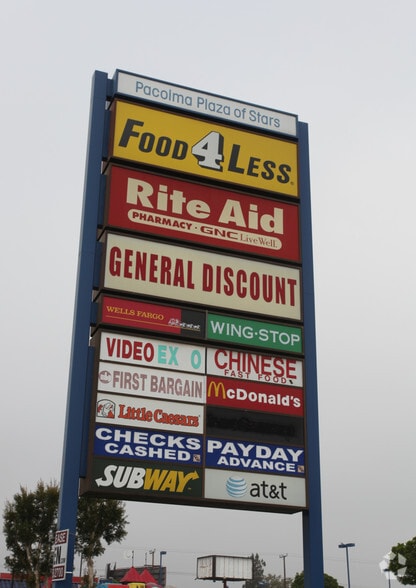 Pacoima Plaza of Stars
FOOD 4 LESS
Rite Aid
PHARMACY · GNC LiveWell.
GENERAL DISCOUNT
WELLS FARGO
WING·STOP
VIDEO EX O
CHINESE
FAST FOOD
FIRST BARGAIN
McDonald's
Little Caesars
CHECKS
CASHED
PAYDAY
ADVANCE
SUBWAY
at&t